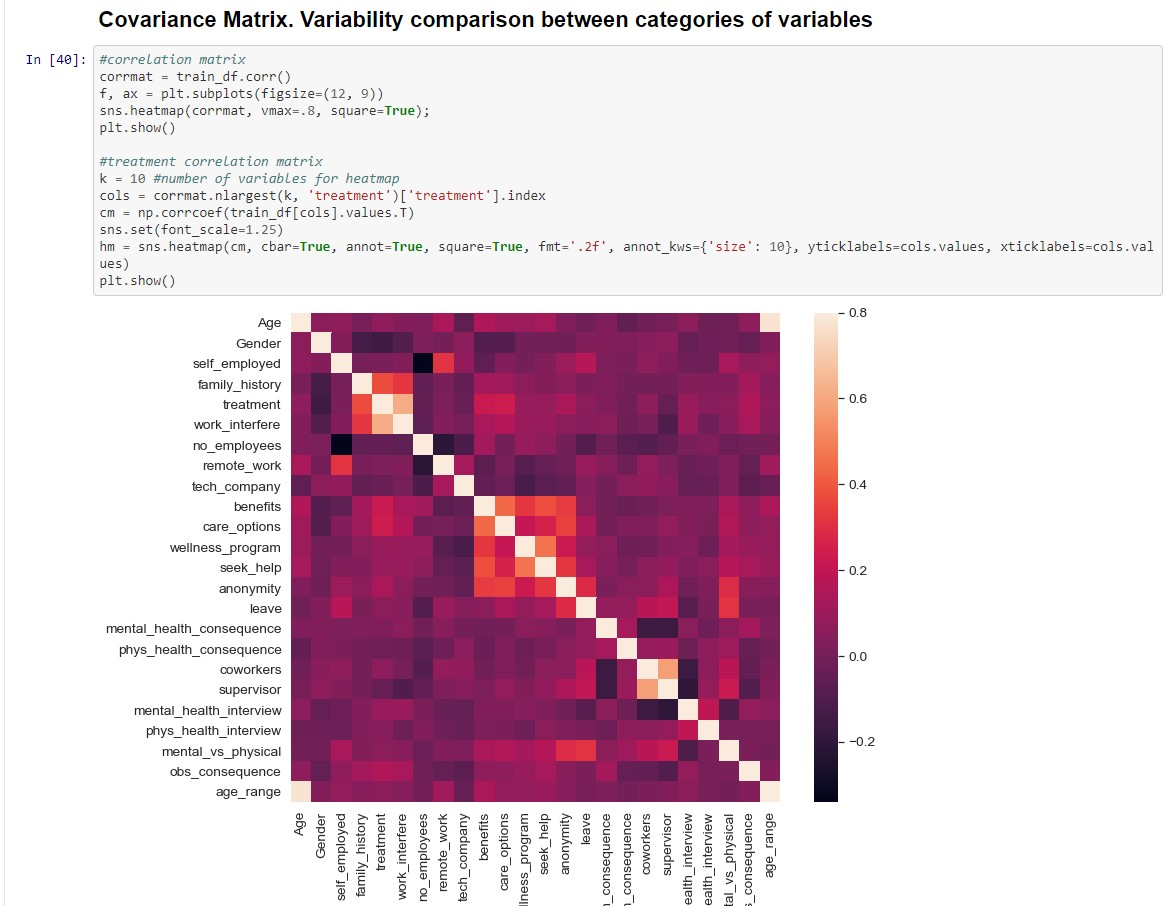 Covariance Matrix. Variability comparison between categories of variables
In [40]:
#correlation matrix
corrmat = train_df.corr()
f, ax = plt.subplots(figsize=(12, 9))
sns.heatmap(corrmat, vmax=.8, square=True);
plt.show()
#treatment correlation matrix
k = 10 #number of variables for heatmap
cols = corrmat.nlargest(k, 'treatment')['treatment'].index
cm = np.corrcoef(train_df[cols].values.T)
sns.set(font_scale=1.25)
hm = sns.heatmap(cm, cbar=True, annot=True, square=True, fmt='.2f', annot_kws={'size': 10}, yticklabels=cols.values, xticklabels=cols.val
ues)
plt.show()
Age
Gender
self_employed
family_history
treatment
work_interfere
no_employees
remote_work
tech_company
benefits
care_options
wellness_program
seek_help
anonymity
leave
mental_health_consequence
phys_health_consequence
coworkers
supervisor
mental_health_interview
phys_health_interview
mental_vs_physical
obs_consequence
age_range
0.8
0.6
0.4
0.2
0.0
−0.2
Age
Gender
self_employed
family_history
treatment
work_interfere
no_employees
remote_work
tech_company
benefits
care_options
llness_program
seek_help
anonymity
leave
_consequence
_consequence
coworkers
supervisor
ealth_interview
ealth_interview
tal_vs_physical
s_consequence
age_range